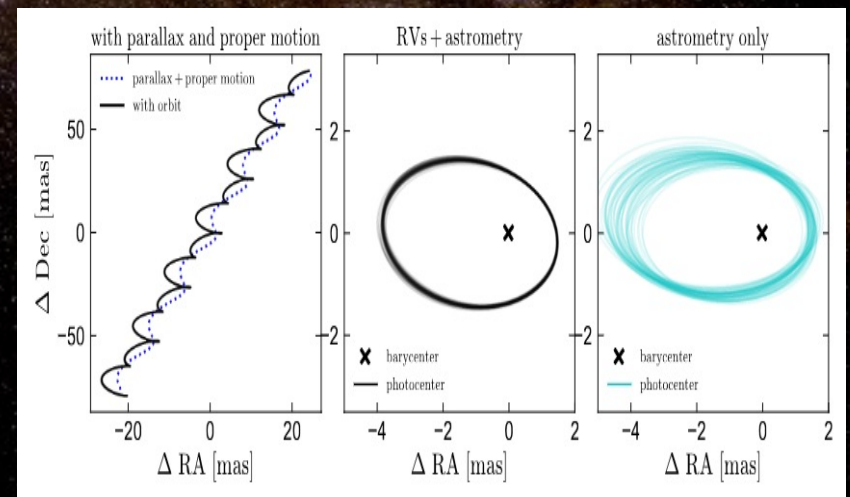 with parallax and proper motion
parallax + proper motion
with orbit
50
0
−50
Δ Dec [mas]
−20 0 20
Δ RA [mas]
RVs + astrometry
2
0
−2
barycenter
photocenter
−4 −2 0 2
Δ RA [mas]
astrometry only
2
0
−2
barycenter
photocenter
−4 −2 0 2
Δ RA [mas]